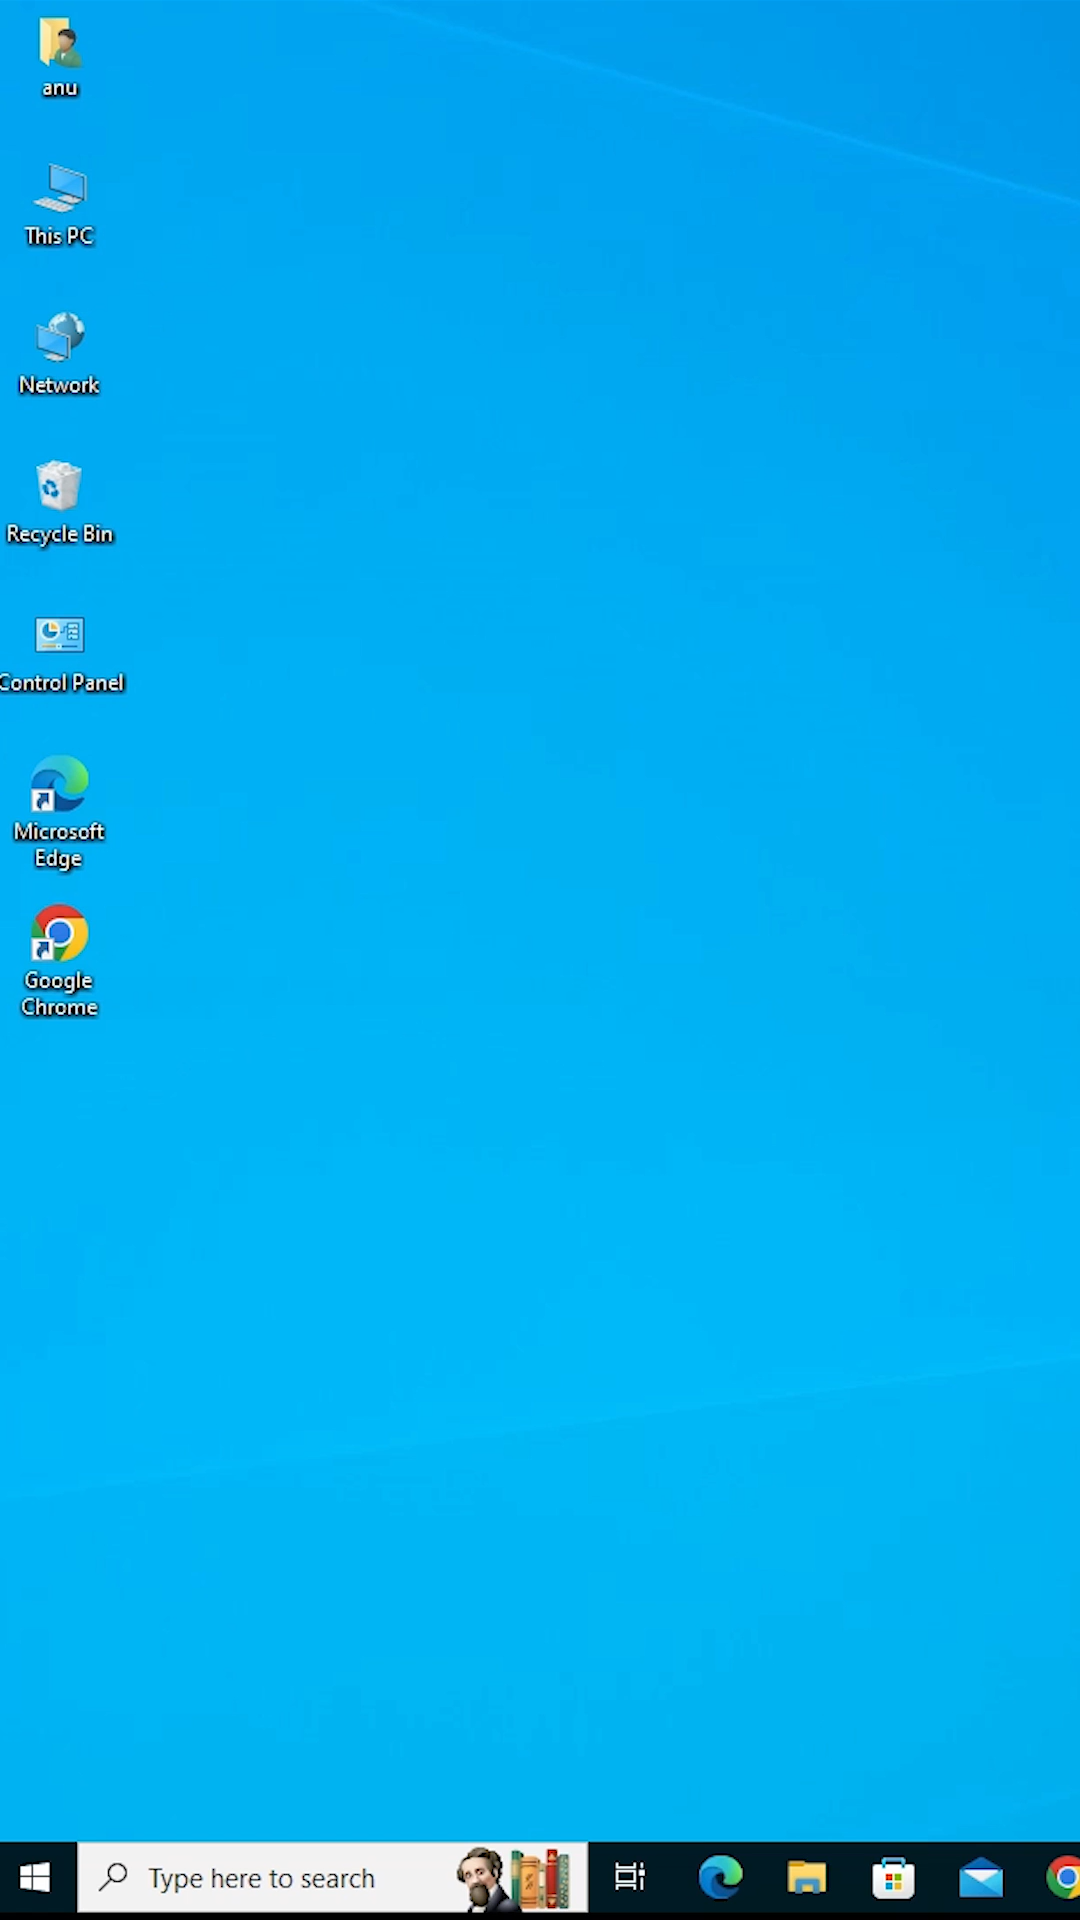 anu
This PC
Network
Recycle Bin
Control Panel
Microsoft
Edge
Google
Chrome
Type here to search